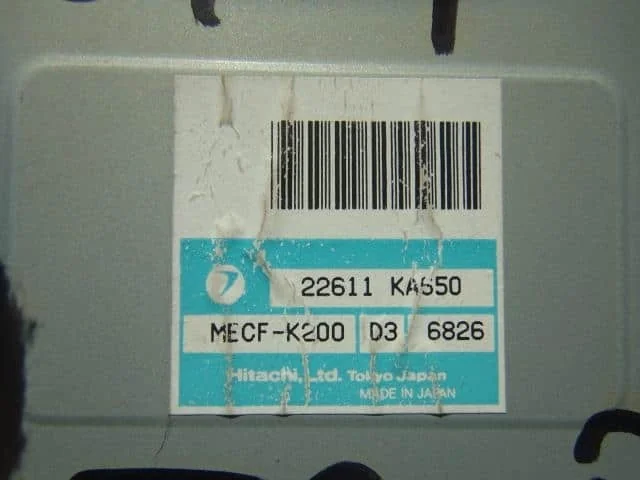 22611 KA650
MECF-K200 D3 6826
Hitachi, Ltd. Tokyo Japan
MADE IN JAPAN